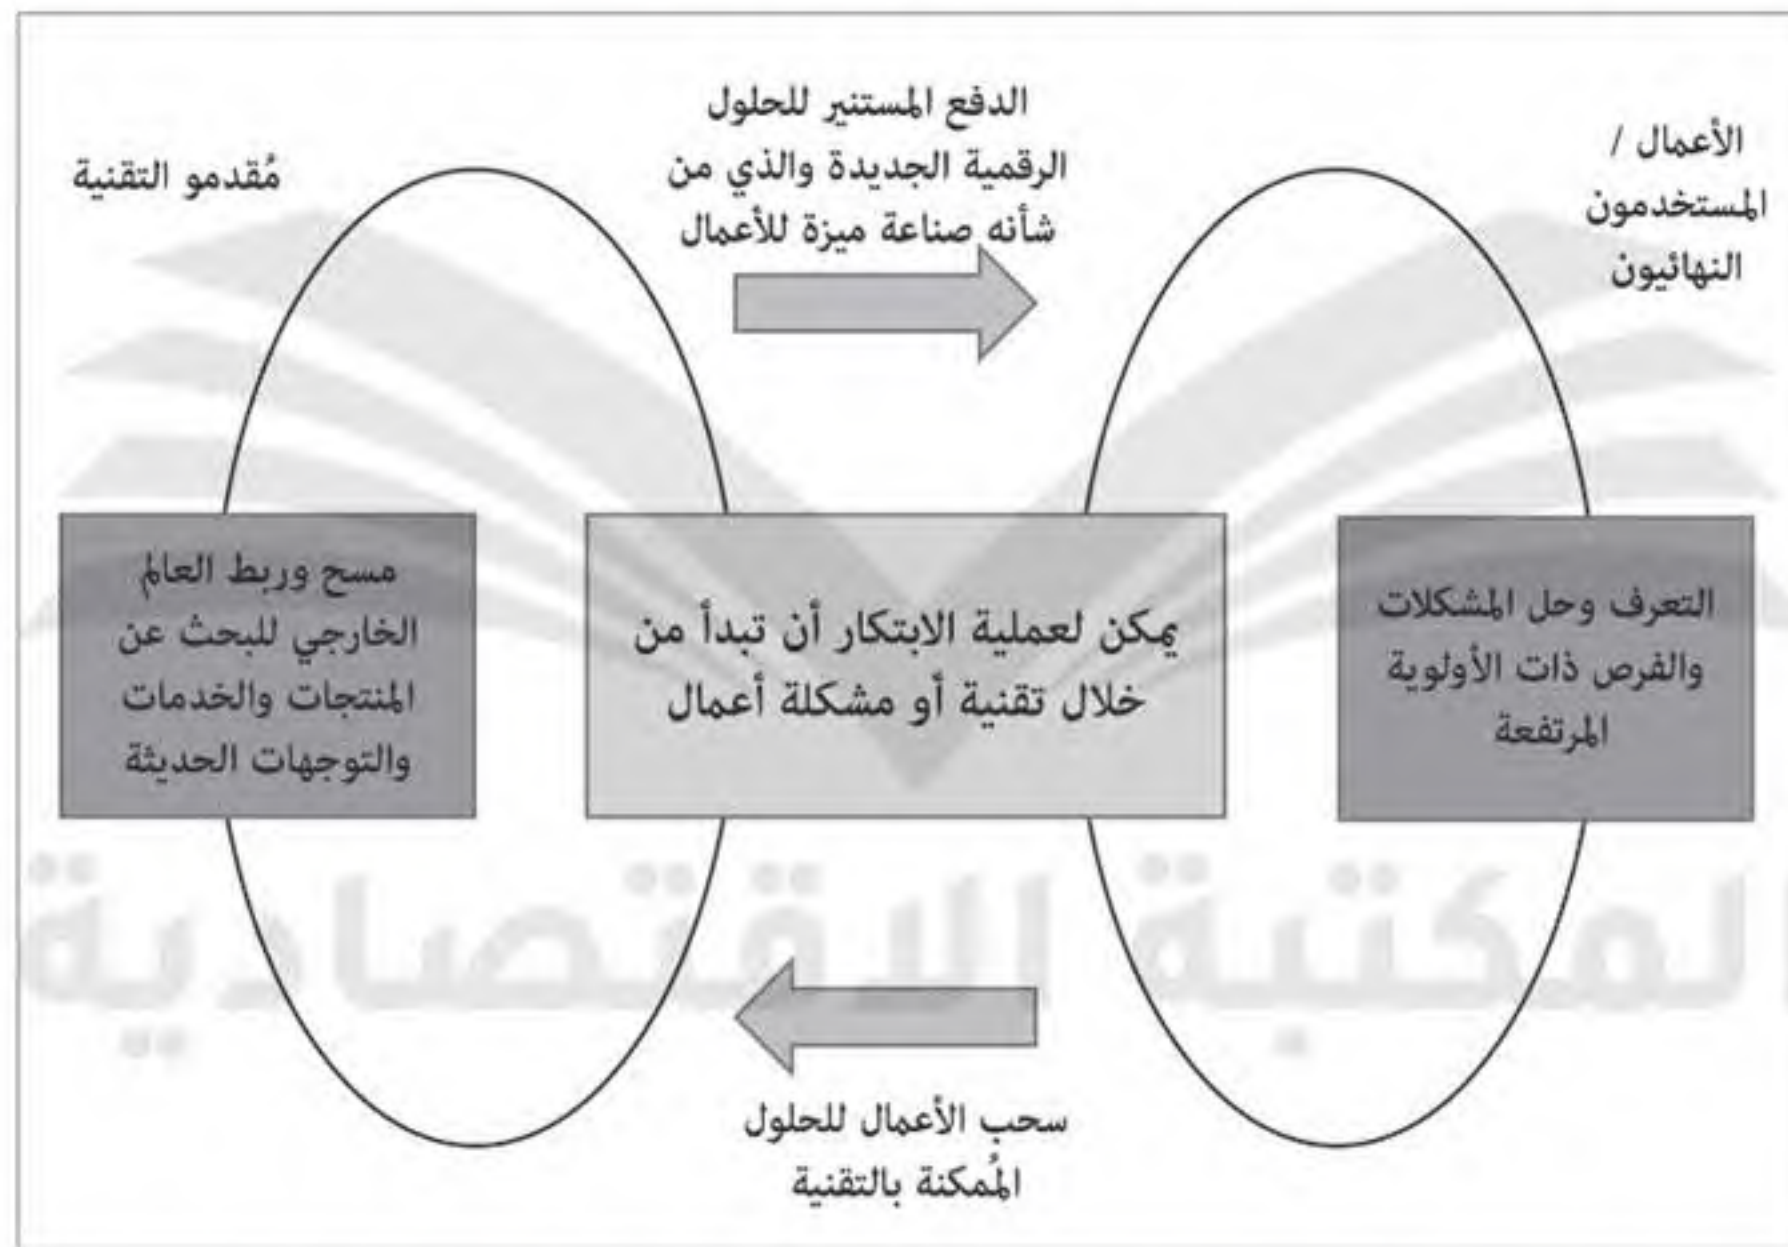 الأعمال /
المستخدمون
النهائيون
الدفع المستنير للحلول
الرقمية الجديدة والذي من
شأنه صناعة ميزة للأعمال
مُقدمو التقنية
التعرف وحل المشكلات
والفرص ذات الأولوية
المرتفعة
يمكن لعملية الابتكار أن تبدأ من
خلال تقنية أو مشكلة أعمال
مسح وربط العالم
الخارجي للبحث عن
المنتجات والخدمات
والتوجهات الحديثة
المكتبة الاقتصادية
سحب الأعمال للحلول
المُمكنة بالتقنية